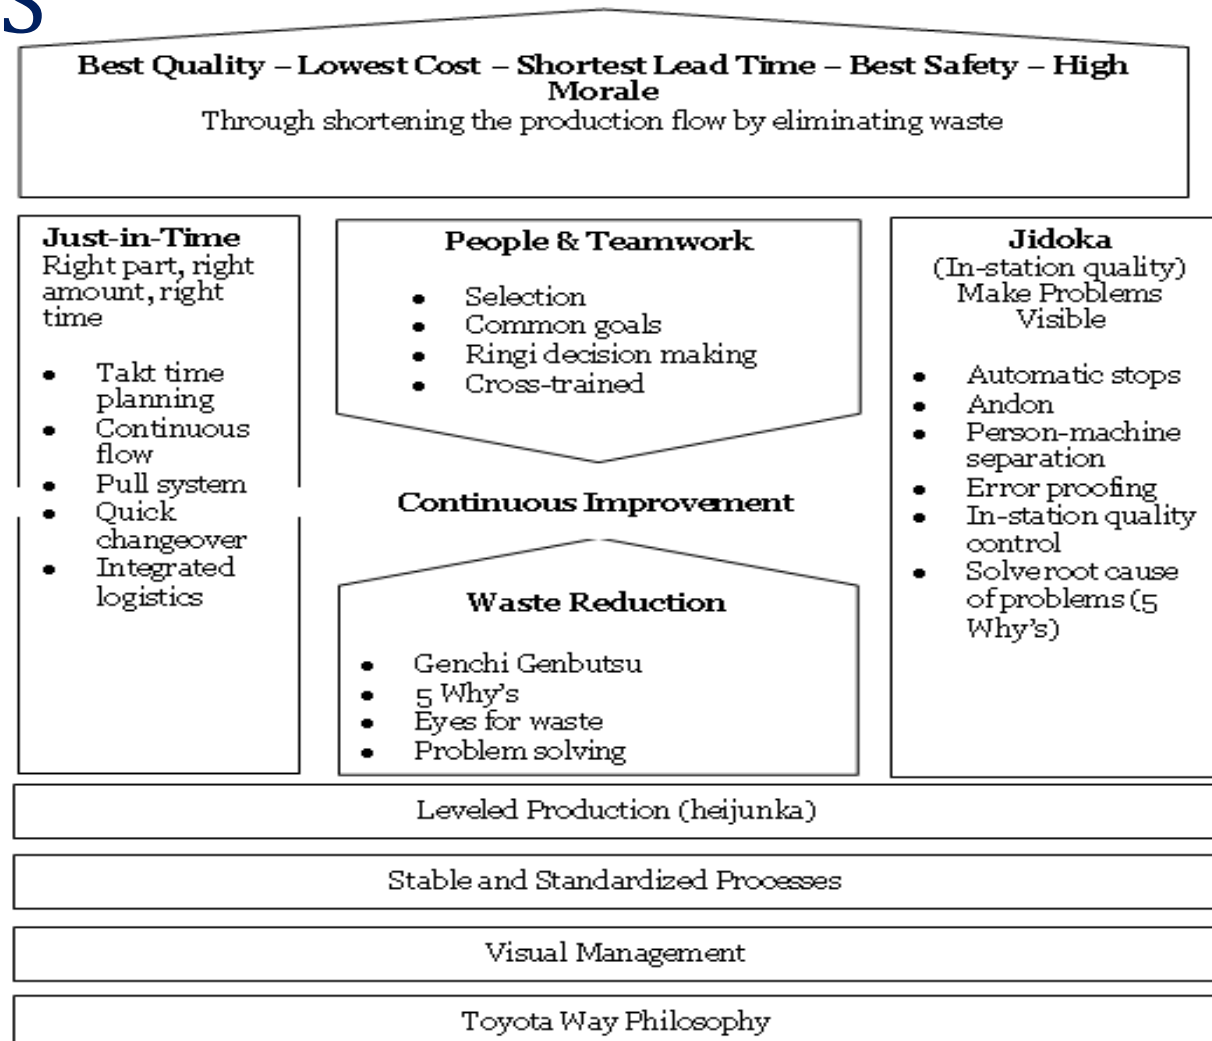 S
Best Quality – Lowest Cost – Shortest Lead Time – Best Safety – High
Morale
Through shortening the production flow by eliminating waste
Just-in-Time
Right part, right
amount, right
time
• Takt time
planning
• Continuous
flow
• Pull system
• Quick
changeover
• Integrated
logistics
People & Teamwork
• Selection
• Common goals
• Ringi decision making
• Cross-trained
Continuous Improvement
Waste Reduction
• Genchi Genbutsu
• 5 Why's
• Eyes for waste
• Problem solving
Jidoka
(In-station quality)
Make Problems
Visible
• Automatic stops
• Andon
• Person-machine
separation
• Error proofing
• In-station quality
control
• Solve root cause
of problems (5
Why's)
Leveled Production (heijunka)
Stable and Standardized Processes
Visual Management
Toyota Way Philosophy